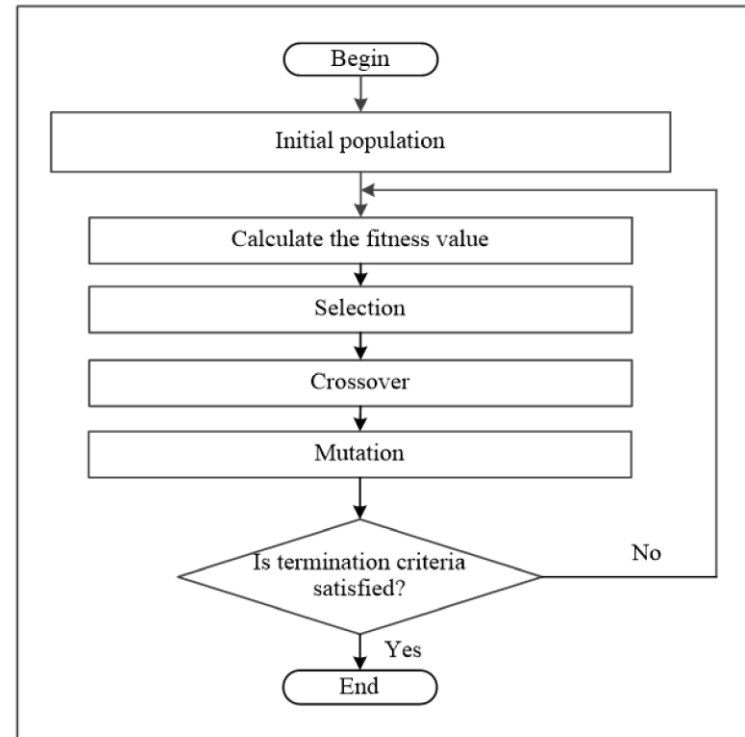 Begin
Initial population
Calculate the fitness value
Selection
Crossover
Mutation
Is termination criteria
satisfied?
No
Yes
End